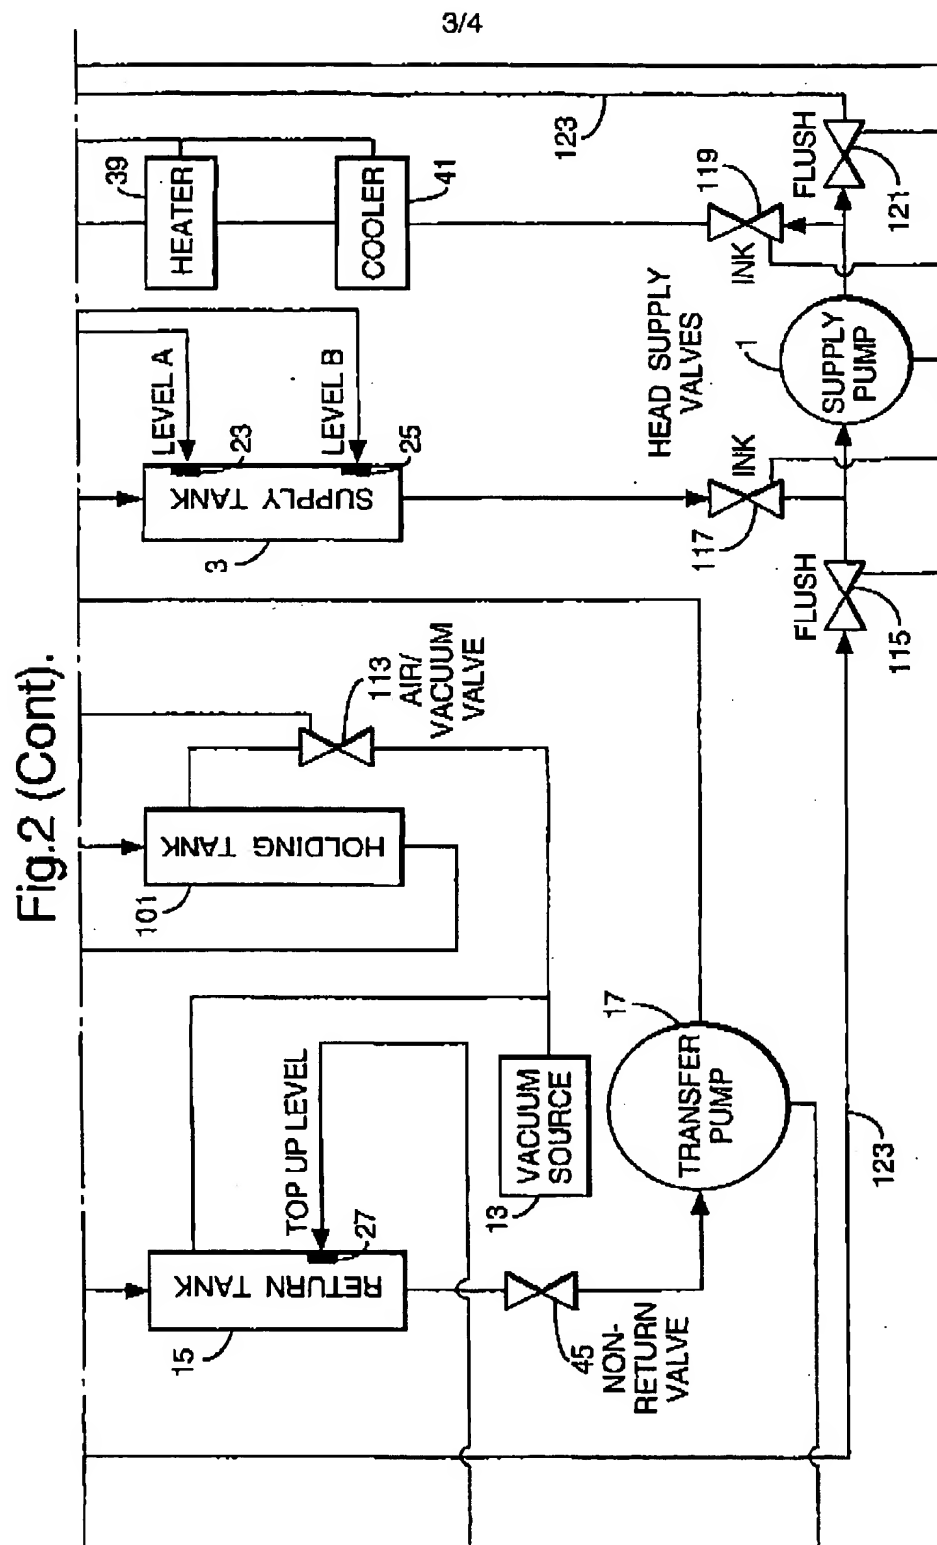 3/4
Fig.2 (Cont).
15
RETURN TANK
TOP UP LEVEL
27
101
HOLDING TANK
113
AIR/
VACUUM
VALVE
3
SUPPLY TANK
LEVEL A
23
LEVEL B
25
39
HEATER
COOLER
41
45
NON-
RETURN
VALVE
13
VACUUM
SOURCE
17
TRANSFER
PUMP
123
FLUSH
115
117
INK
HEAD SUPPLY
VALVES
1
SUPPLY
PUMP
INK
119
FLUSH
121
123